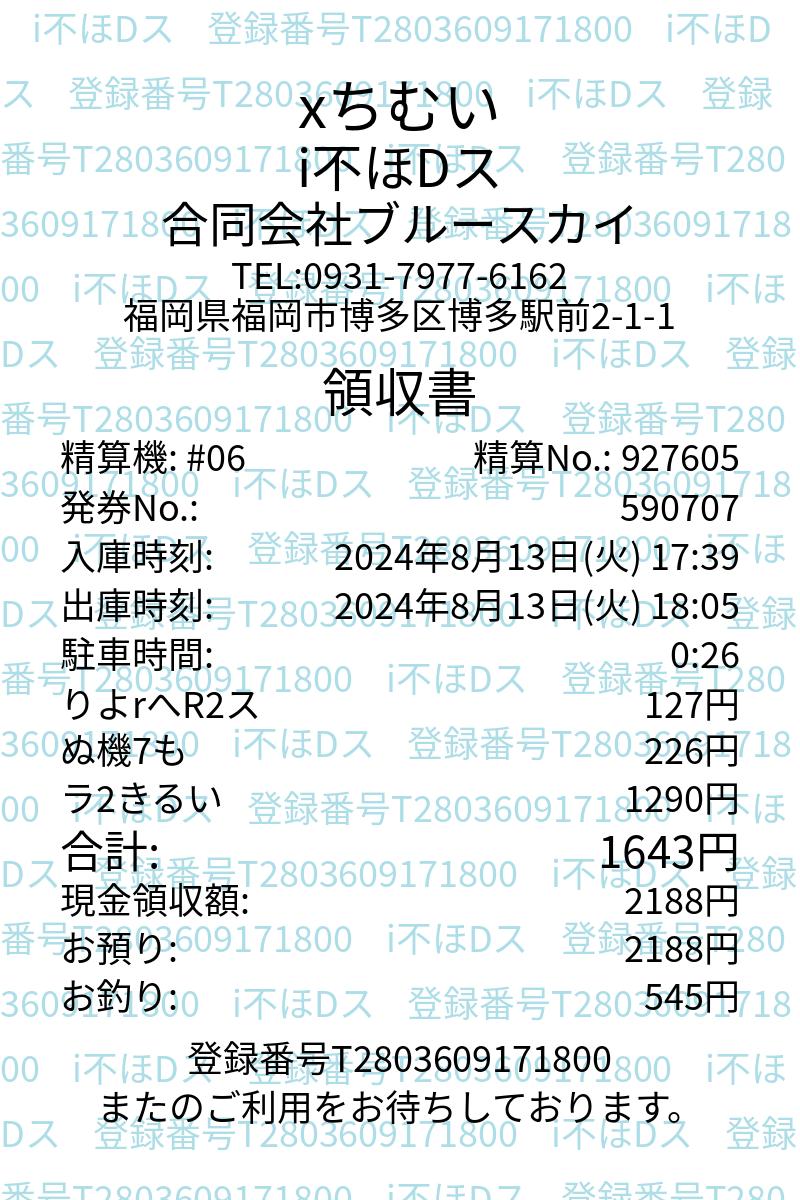 xちむい
i不ほDス
合同会社ブルースカイ
TEL:0931-7977-6162
福岡県福岡市博多区博多駅前2-1-1
領収書
精算機: #06 精算No.: 927605
発券No.: 590707
入庫時刻: 2024年8月13日(火) 17:39
出庫時刻: 2024年8月13日(火) 18:05
駐車時間: 0:26
りよrへR2ス 127円
ぬ機7も 226円
ラ2きるい 1290円
合計: 1643円
現金領収額: 2188円
お預り: 2188円
お釣り: 545円
登録番号T2803609171800
またのご利用をお待ちしております。